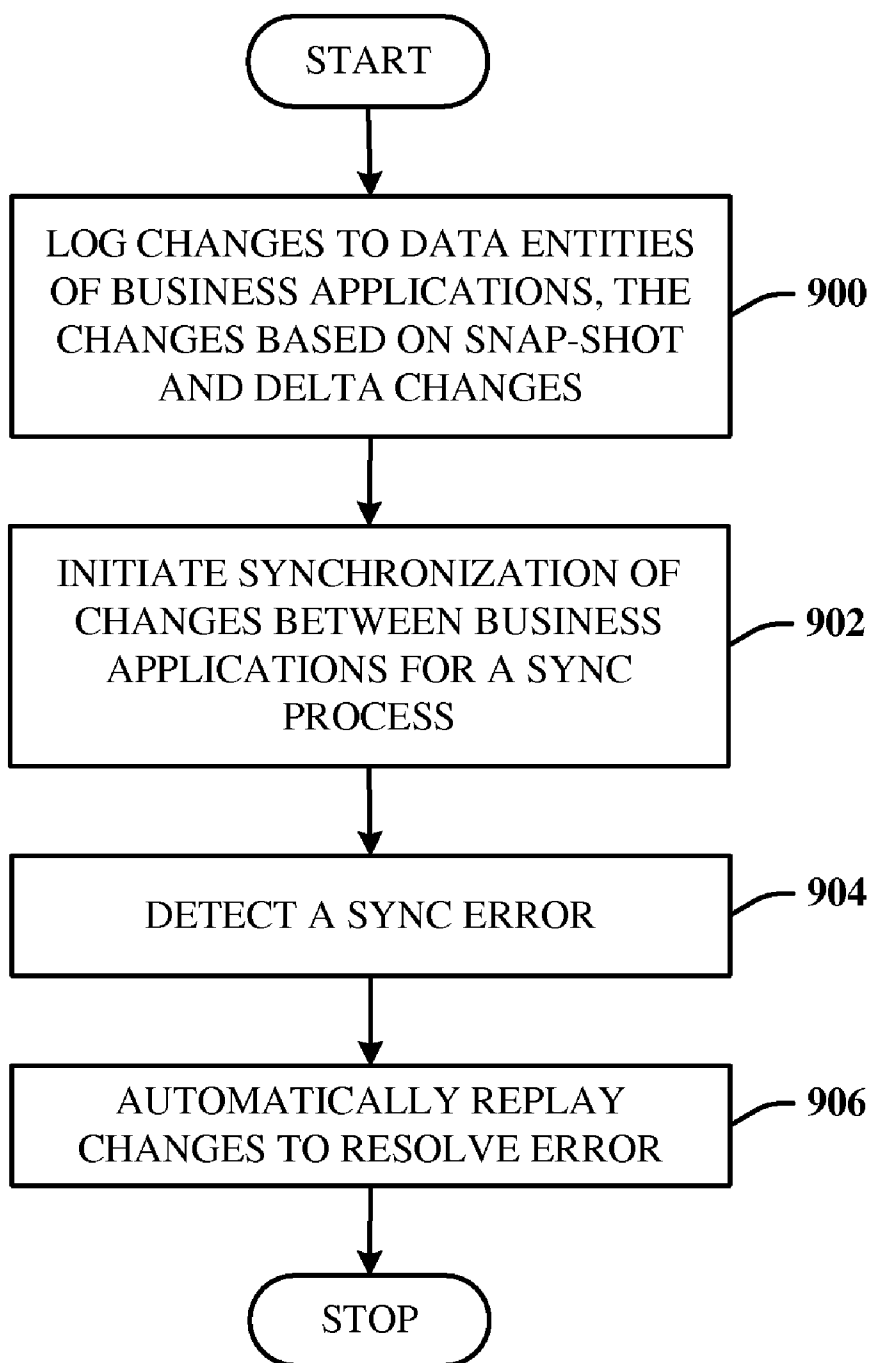 START
LOG CHANGES TO DATA ENTITIES
OF BUSINESS APPLICATIONS, THE
CHANGES BASED ON SNAP-SHOT
AND DELTA CHANGES
900
INITIATE SYNCHRONIZATION OF
CHANGES BETWEEN BUSINESS
APPLICATIONS FOR A SYNC
PROCESS
902
DETECT A SYNC ERROR
904
AUTOMATICALLY REPLAY
CHANGES TO RESOLVE ERROR
906
STOP